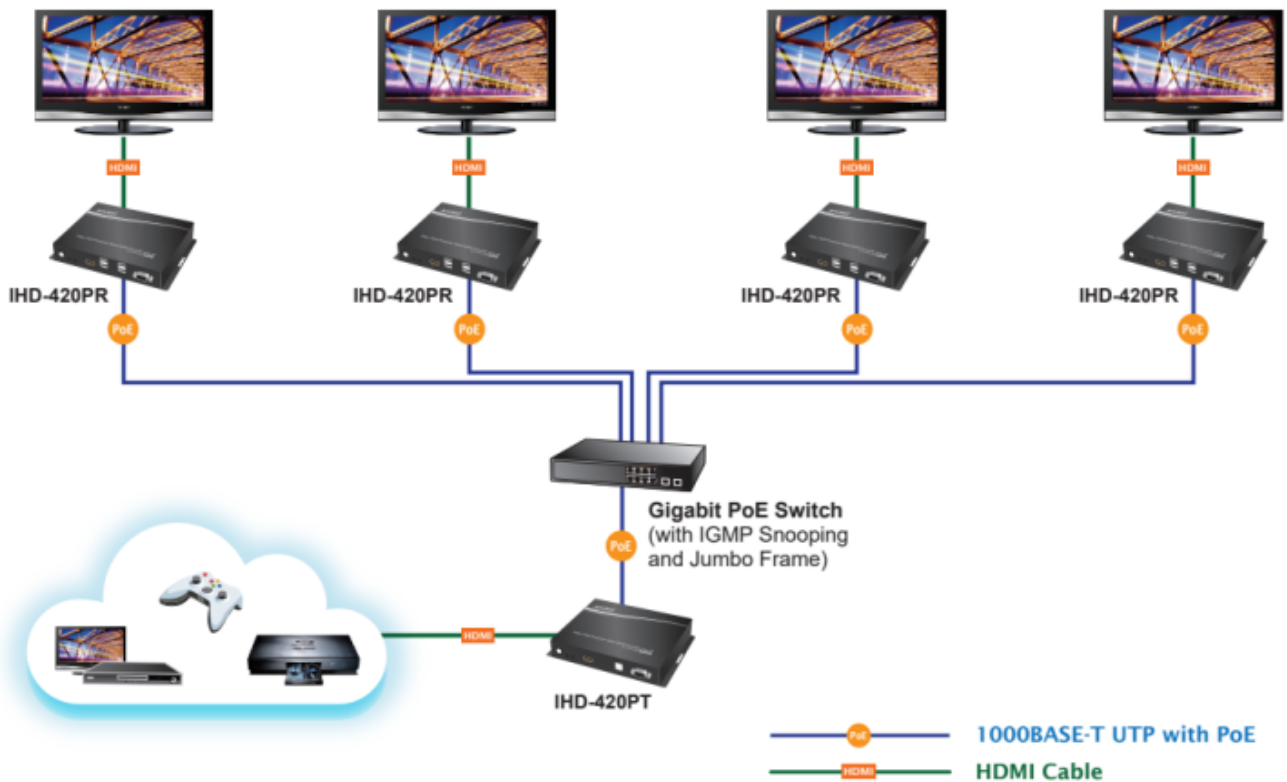 HDMI
HDMI
HDMI
HDMI
IHD-420PR
IHD-420PR
IHD-420PR
IHD-420PR
PoE
PoE
PoE
PoE
Gigabit PoE Switch
(with IGMP Snooping
and Jumbo Frame)
PoE
HDMI
IHD-420PT
PoE
1000BASE-T UTP with PoE
HDMI
HDMI Cable